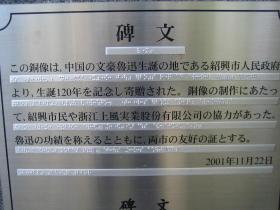 碑文
この銅像は、中国の文豪魯迅生誕の地である紹興市人民政府
より、生誕120年を記念し寄贈された。銅像の制作にあたっ
て、紹興市民や浙江上風実業股份有限公司の協力があった。
魯迅の功績を称えるとともに、両市の友好の証とする。
2001年11月22日
碑文